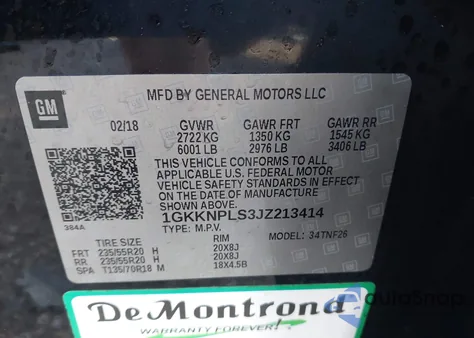 GM
MFD BY GENERAL MOTORS LLC
02/18 GVWR GAWR FRT GAWR RR
2722 KG 1350 KG 1545 KG
6001 LB 2976 LB 3406 LB
THIS VEHICLE CONFORMS TO ALL
APPLICABLE U.S. FEDERAL MOTOR
VEHICLE SAFETY STANDARDS IN
EFFECT ON THE DATE OF
MANUFACTURE SHOWN ABOVE.
384A
1GKKNPLS3JZ213414
TYPE: M.P.V. MODEL: 34TNF26
TIRE SIZE RIM
FRT 235/55R20 H 20X8J
RR 235/55R20 H 20X8J
SPA T135/70R18 M 18X4.5B
DeMontrond
WARRANTY FOREVER!
AutoSnap